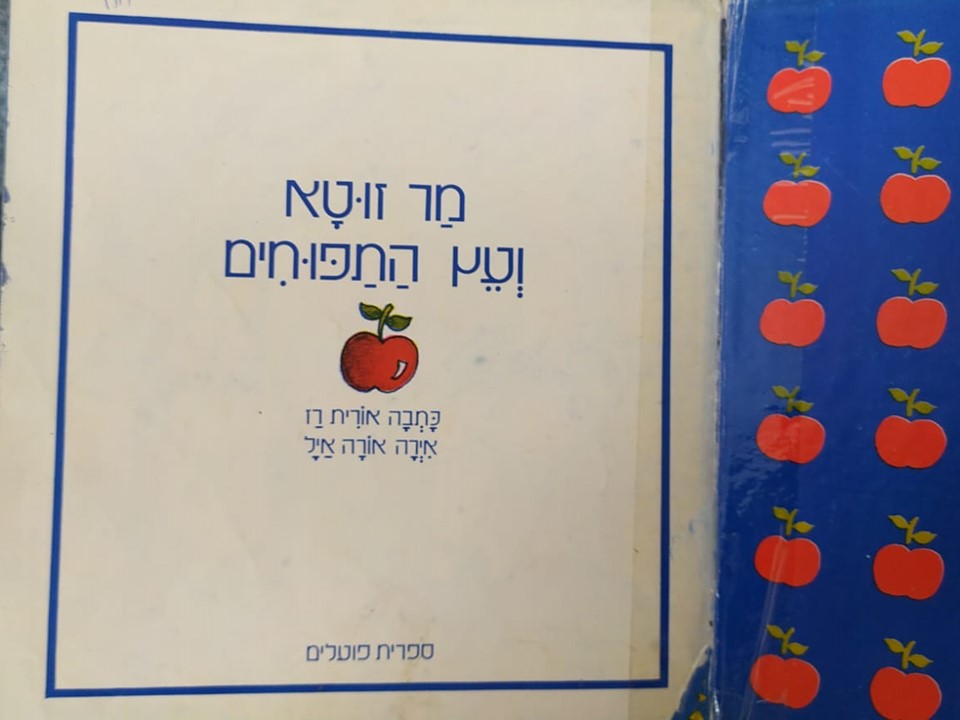 מַר זוּטָא
וְעֵץ הַתַפּוּחִים
כָּתְבָה אוֹרִית רַז
אִיְרָה אוֹרָה אַיָל
ספרית פועלים